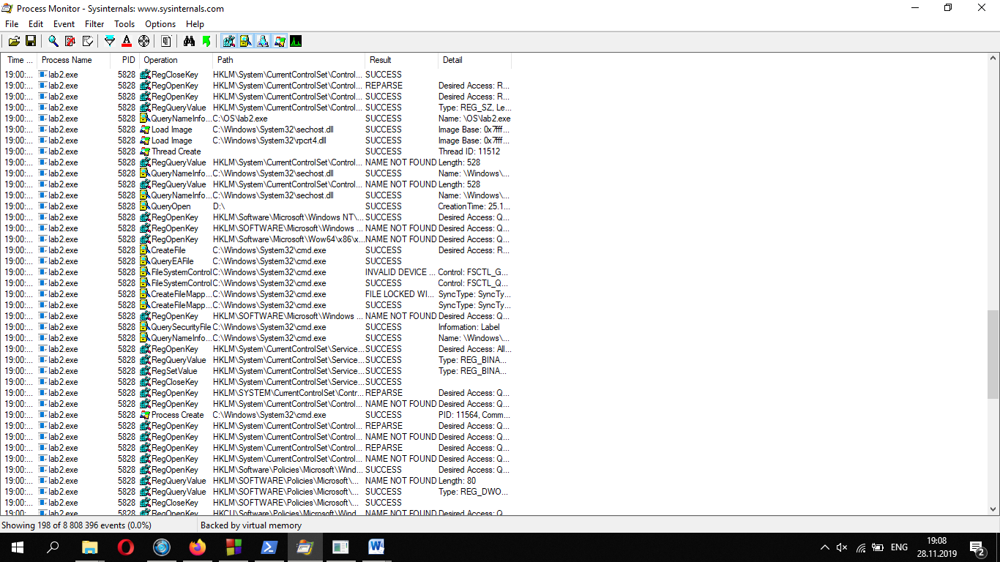 Process Monitor - Sysinternals: www.sysinternals.com
File Edit Event Filter Tools Options Help
Time ... Process Name PID Operation Path Result Detail
19:00:... lab2.exe 5828 RegCloseKey HKLM\System\CurrentControlSet\Control... SUCCESS
19:00:... lab2.exe 5828 RegOpenKey HKLM\System\CurrentControlSet\Control... REPARSE Desired Access: R...
19:00:... lab2.exe 5828 RegOpenKey HKLM\System\CurrentControlSet\Control... SUCCESS Desired Access: R...
19:00:... lab2.exe 5828 RegQueryValue HKLM\System\CurrentControlSet\Control... SUCCESS Type: REG_SZ, Le...
19:00:... lab2.exe 5828 QueryNameInfo... C:\OS\lab2.exe SUCCESS Name: \OS\lab2.exe
19:00:... lab2.exe 5828 Load Image C:\Windows\System32\sechost.dll SUCCESS Image Base: 0x7fff...
19:00:... lab2.exe 5828 Load Image C:\Windows\System32\rpcrt4.dll SUCCESS Image Base: 0x7fff...
19:00:... lab2.exe 5828 Thread Create SUCCESS Thread ID: 11512
19:00:... lab2.exe 5828 RegQueryValue HKLM\System\CurrentControlSet\Control... NAME NOT FOUND Length: 528
19:00:... lab2.exe 5828 QueryNameInfo... C:\Windows\System32\sechost.dll SUCCESS Name: \Windows\...
19:00:... lab2.exe 5828 RegQueryValue HKLM\System\CurrentControlSet\Control... NAME NOT FOUND Length: 528
19:00:... lab2.exe 5828 QueryNameInfo... C:\Windows\System32\sechost.dll SUCCESS Name: \Windows\...
19:00:... lab2.exe 5828 QueryOpen D:\ SUCCESS CreationTime: 25.1...
19:00:... lab2.exe 5828 RegOpenKey HKLM\Software\Microsoft\Windows NT\... SUCCESS Desired Access: Q...
19:00:... lab2.exe 5828 RegOpenKey HKLM\SOFTWARE\Microsoft\Windows ... NAME NOT FOUND Desired Access: Q...
19:00:... lab2.exe 5828 RegOpenKey HKLM\Software\Microsoft\Wow64\x86\x... NAME NOT FOUND Desired Access: Q...
19:00:... lab2.exe 5828 CreateFile C:\Windows\System32\cmd.exe SUCCESS Desired Access: R...
19:00:... lab2.exe 5828 QueryEAFile C:\Windows\System32\cmd.exe SUCCESS
19:00:... lab2.exe 5828 FileSystemControl C:\Windows\System32\cmd.exe INVALID DEVICE ... Control: FSCTL_G...
19:00:... lab2.exe 5828 FileSystemControl C:\Windows\System32\cmd.exe SUCCESS Control: FSCTL_Q...
19:00:... lab2.exe 5828 CreateFileMapp... C:\Windows\System32\cmd.exe FILE LOCKED WI... SyncType: SyncTy...
19:00:... lab2.exe 5828 CreateFileMapp... C:\Windows\System32\cmd.exe SUCCESS SyncType: SyncTy...
19:00:... lab2.exe 5828 RegOpenKey HKLM\SOFTWARE\Microsoft\Windows ... NAME NOT FOUND Desired Access: Q...
19:00:... lab2.exe 5828 QuerySecurityFile C:\Windows\System32\cmd.exe SUCCESS Information: Label
19:00:... lab2.exe 5828 QueryNameInfo... C:\Windows\System32\cmd.exe SUCCESS Name: \Windows\...
19:00:... lab2.exe 5828 RegOpenKey HKLM\System\CurrentControlSet\Service... SUCCESS Desired Access: All...
19:00:... lab2.exe 5828 RegQueryValue HKLM\System\CurrentControlSet\Service... SUCCESS Type: REG_BINA...
19:00:... lab2.exe 5828 RegSetValue HKLM\System\CurrentControlSet\Service... SUCCESS Type: REG_BINA...
19:00:... lab2.exe 5828 RegCloseKey HKLM\System\CurrentControlSet\Service... SUCCESS
19:00:... lab2.exe 5828 RegOpenKey HKLM\SYSTEM\CurrentControlSet\Contr... REPARSE Desired Access: Q...
19:00:... lab2.exe 5828 RegOpenKey HKLM\System\CurrentControlSet\Control... NAME NOT FOUND Desired Access: Q...
19:00:... lab2.exe 5828 Process Create C:\Windows\System32\cmd.exe SUCCESS PID: 11564, Comm...
19:00:... lab2.exe 5828 RegOpenKey HKLM\System\CurrentControlSet\Control... REPARSE Desired Access: Q...
19:00:... lab2.exe 5828 RegOpenKey HKLM\System\CurrentControlSet\Control... NAME NOT FOUND Desired Access: Q...
19:00:... lab2.exe 5828 RegOpenKey HKLM\System\CurrentControlSet\Control... REPARSE Desired Access: Q...
19:00:... lab2.exe 5828 RegOpenKey HKLM\System\CurrentControlSet\Control... NAME NOT FOUND Desired Access: Q...
19:00:... lab2.exe 5828 RegOpenKey HKLM\Software\Policies\Microsoft\Wind... SUCCESS Desired Access: Q...
19:00:... lab2.exe 5828 RegQueryValue HKLM\SOFTWARE\Policies\Microsoft\... NAME NOT FOUND Length: 80
19:00:... lab2.exe 5828 RegQueryValue HKLM\SOFTWARE\Policies\Microsoft\... SUCCESS Type: REG_DWO...
19:00:... lab2.exe 5828 RegCloseKey HKLM\SOFTWARE\Policies\Microsoft\... SUCCESS
19:00:... lab2.exe 5828 RegOpenKey HKCU\Software\Policies\Microsoft\Wind... NAME NOT FOUND Desired Access: Q...
Showing 198 of 8 808 396 events (0.0%) Backed by virtual memory
ENG 19:08
28.11.2019 2